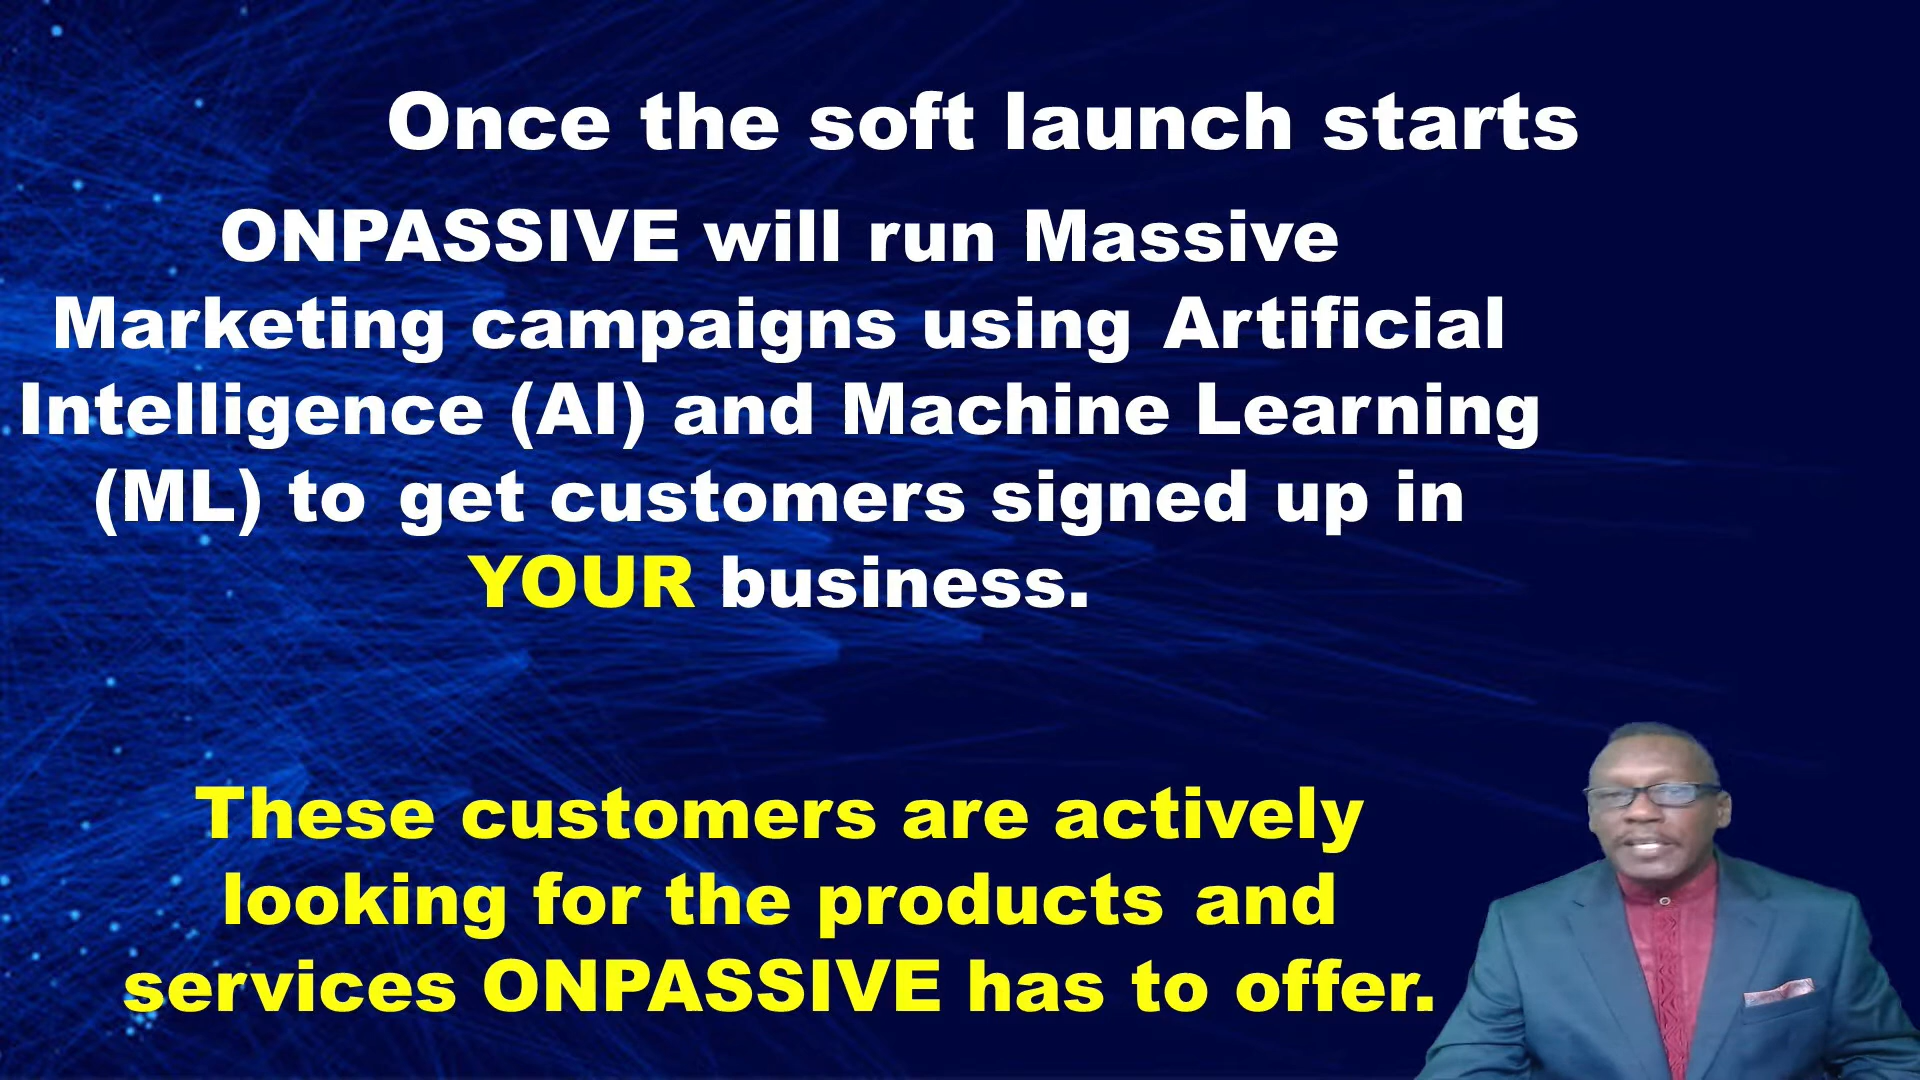 Once the soft launch starts
ONPASSIVE will run Massive
Marketing campaigns using Artificial
Intelligence (AI) and Machine Learning
(ML) to get customers signed up in
YOUR business.
These customers are actively
looking for the products and
services ONPASSIVE has to offer.